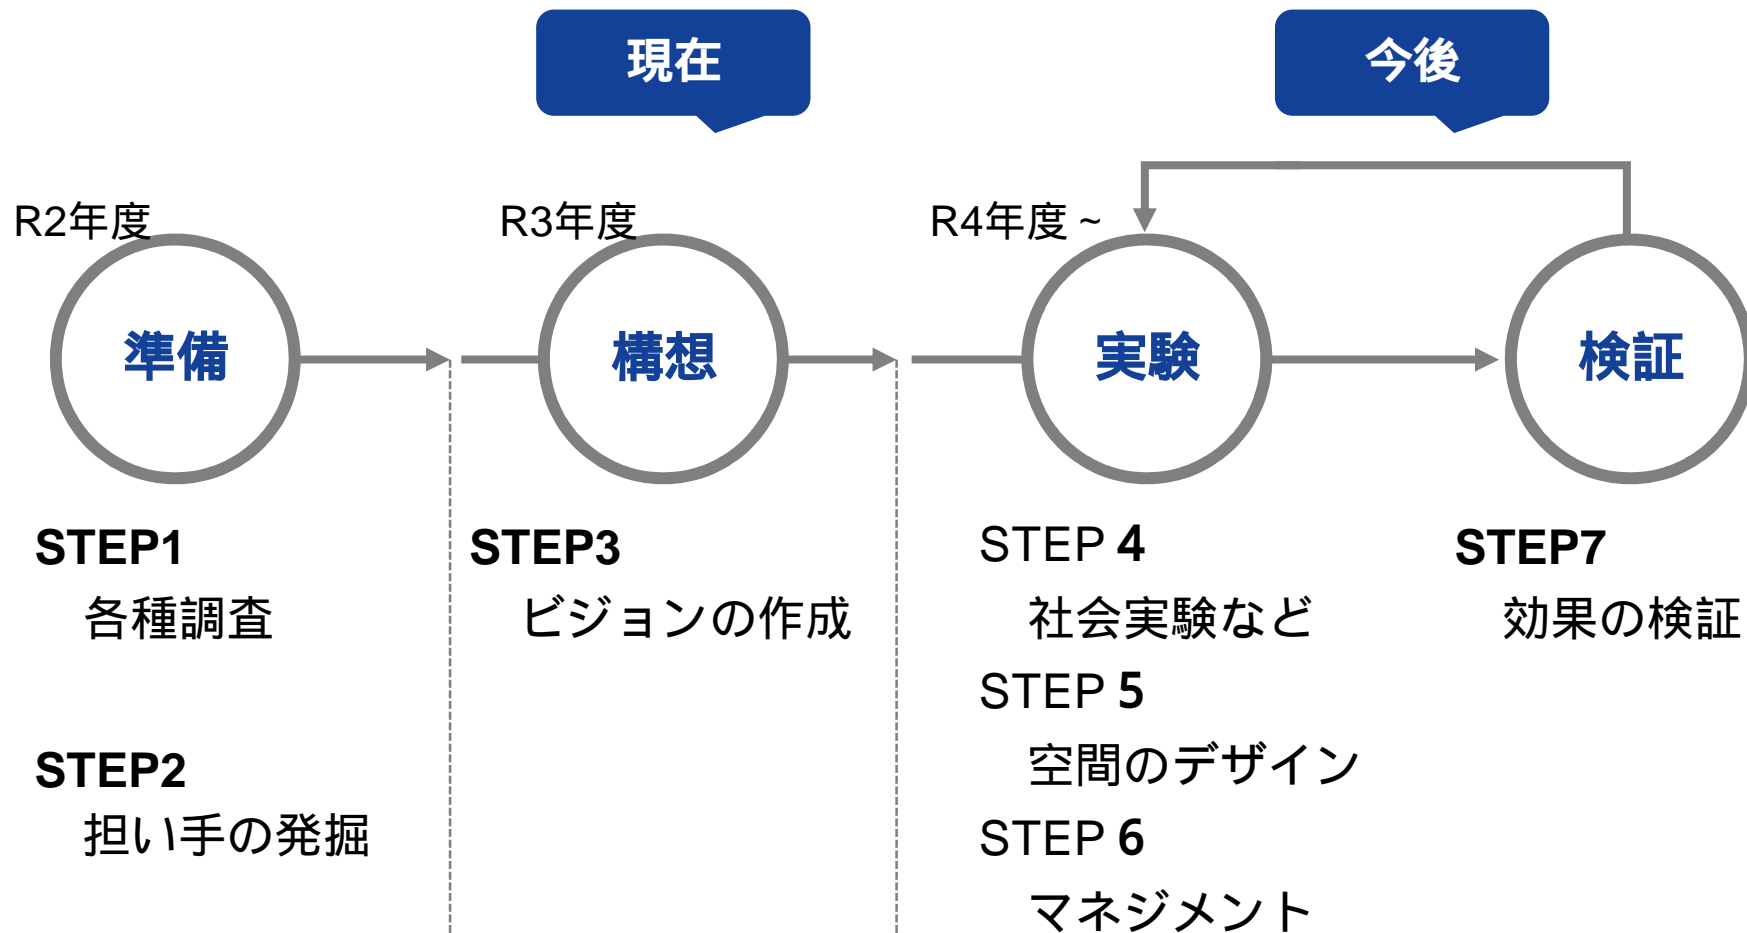 現在
今後
R2年度
R3年度
R4年度 ~
準備
構想
実験
検証
STEP1
各種調査
STEP2
担い手の発掘
STEP3
ビジョンの作成
STEP 4
社会実験など
STEP 5
空間のデザイン
STEP 6
マネジメント
STEP7
効果の検証